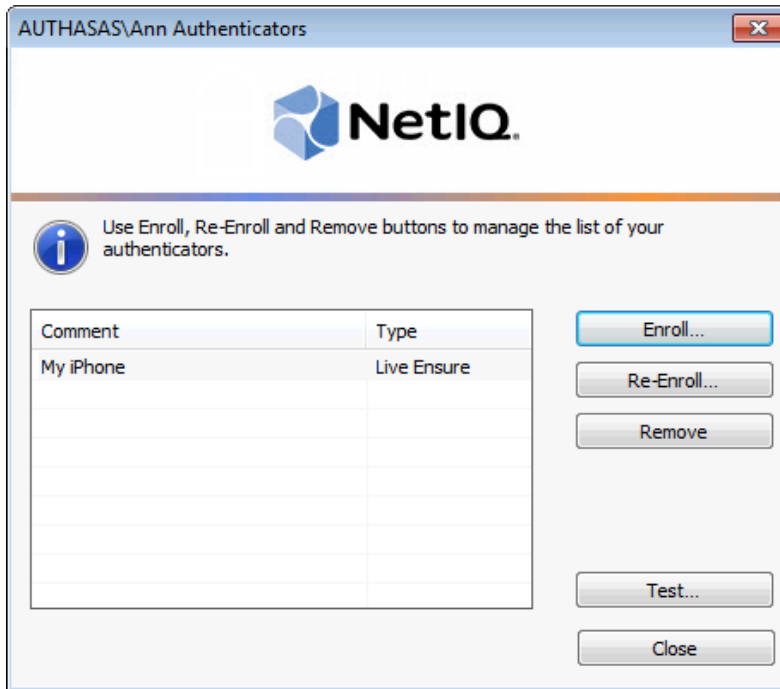 AUTHASAS\Ann Authenticators
NetIQ.
Use Enroll, Re-Enroll and Remove buttons to manage the list of your
authenticators.
Comment Type
My iPhone Live Ensure
Enroll...
Re-Enroll...
Remove
Test...
Close